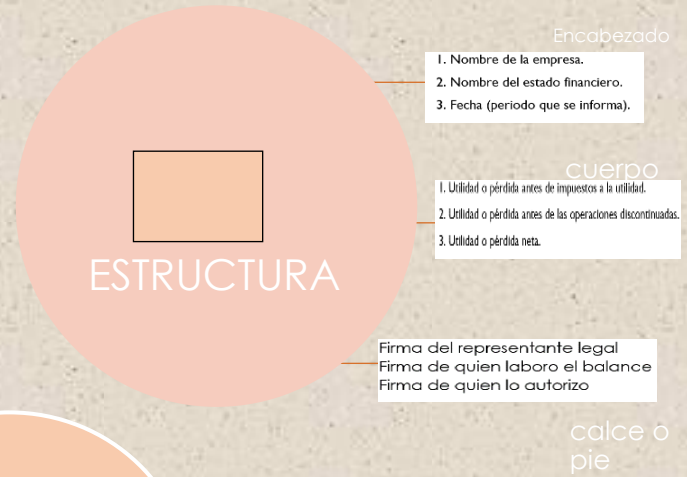 Encabezado
1. Nombre de la empresa.
2. Nombre del estado financiero.
3. Fecha (periodo que se informa).
cuerpo
1. Utilidad o pérdida antes de impuestos a la utilidad.
2. Utilidad o pérdida antes de las operaciones discontinuadas.
3. Utilidad o pérdida neta.
ESTRUCTURA
Firma del representante legal
Firma de quien laboro el balance
Firma de quien lo autorizo
calce o
pie